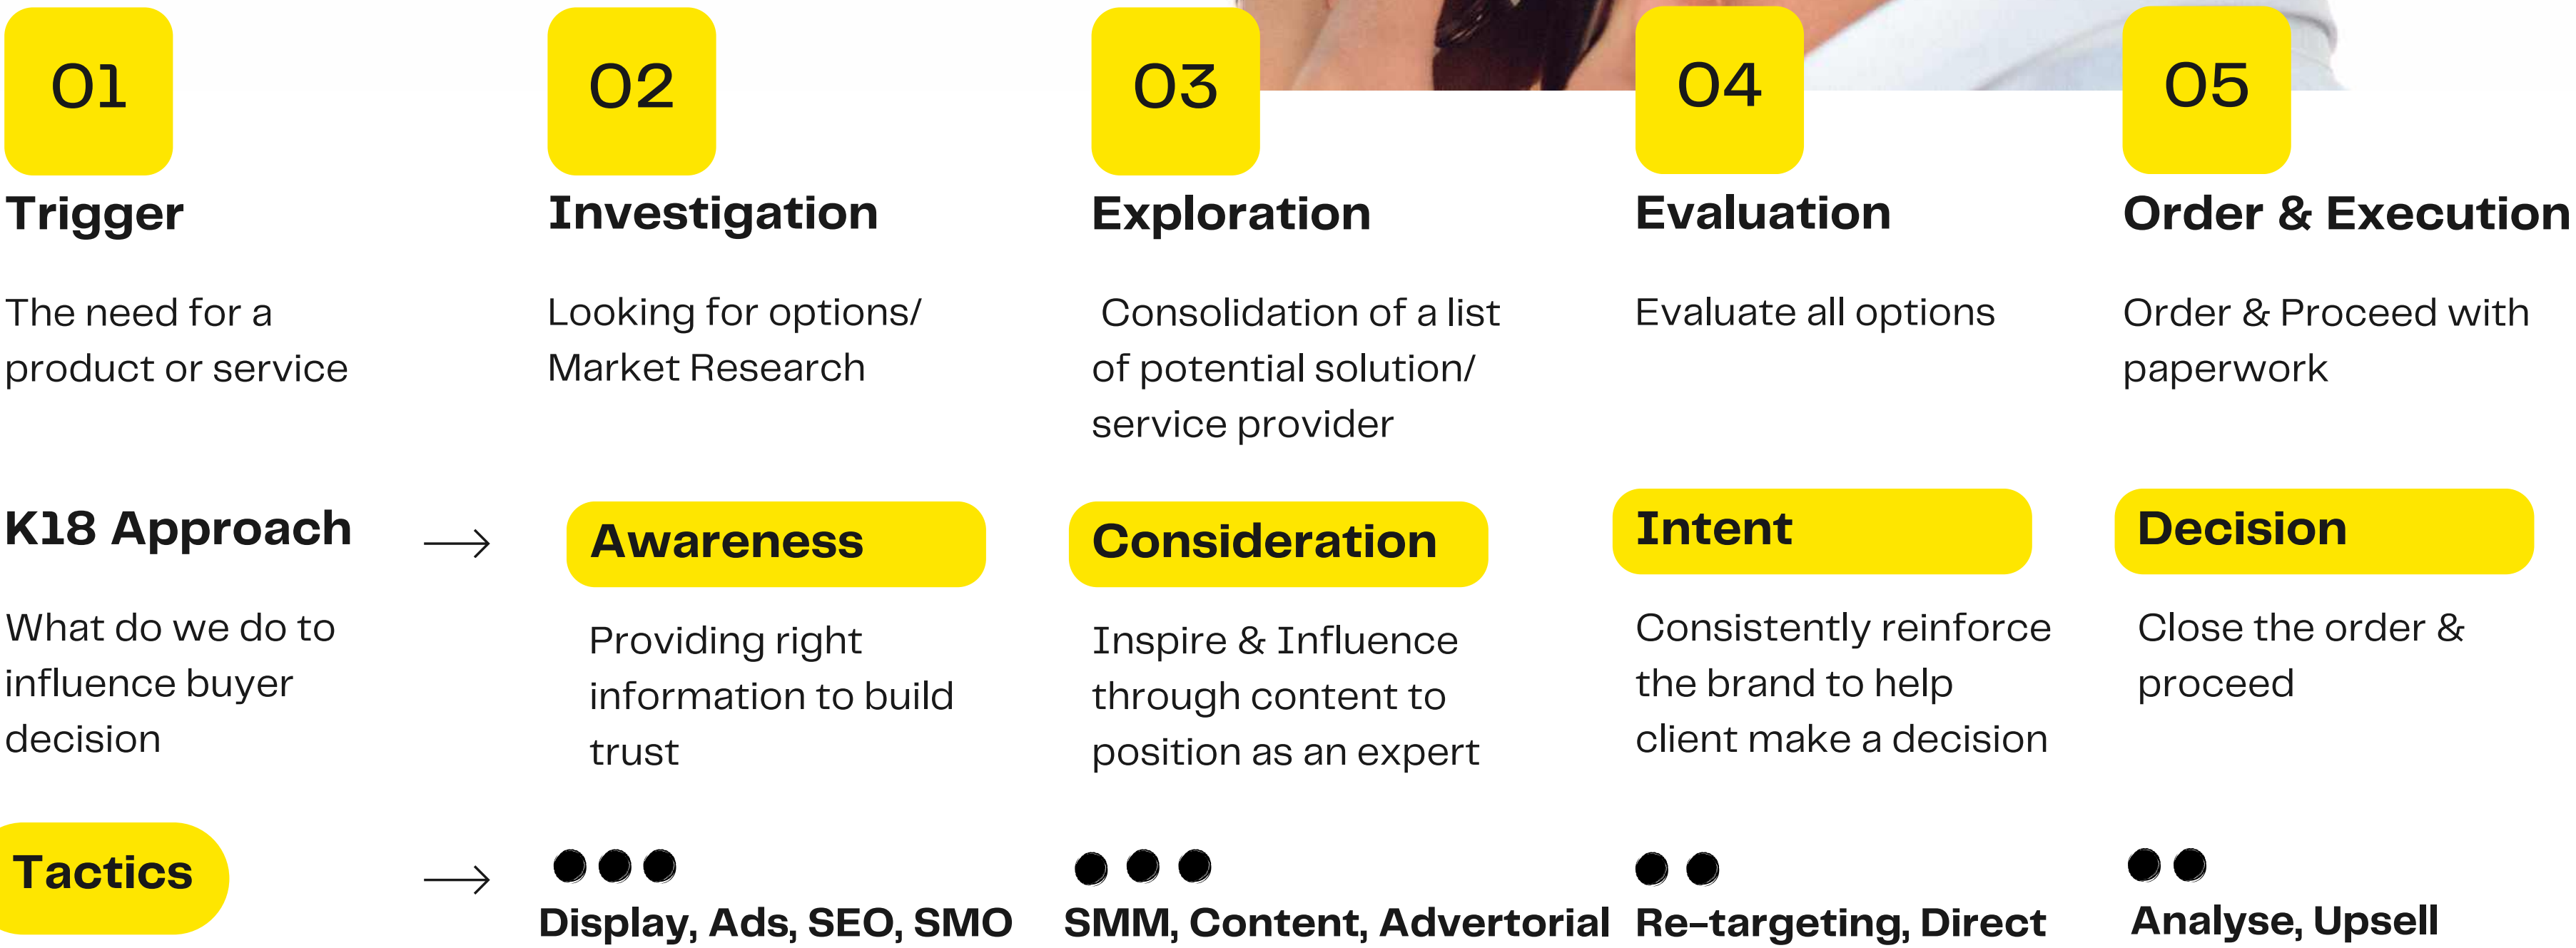 01
02
03
04
05
Trigger
Investigation
Exploration
Evaluation
Order & Execution
The need for a
product or service
Looking for options/
Market Research
Consolidation of a list
of potential solution/
service provider
Evaluate all options
Order & Proceed with
paperwork
K18 Approach
Awareness
Consideration
Intent
Decision
What do we do to
influence buyer
decision
Providing right
information to build
trust
Inspire & Influence
through content to
position as an expert
Consistently reinforce
the brand to help
client make a decision
Close the order &
proceed
Tactics
Display, Ads, SEO, SMO
SMM, Content, Advertorial
Re-targeting, Direct
Analyse, Upsell